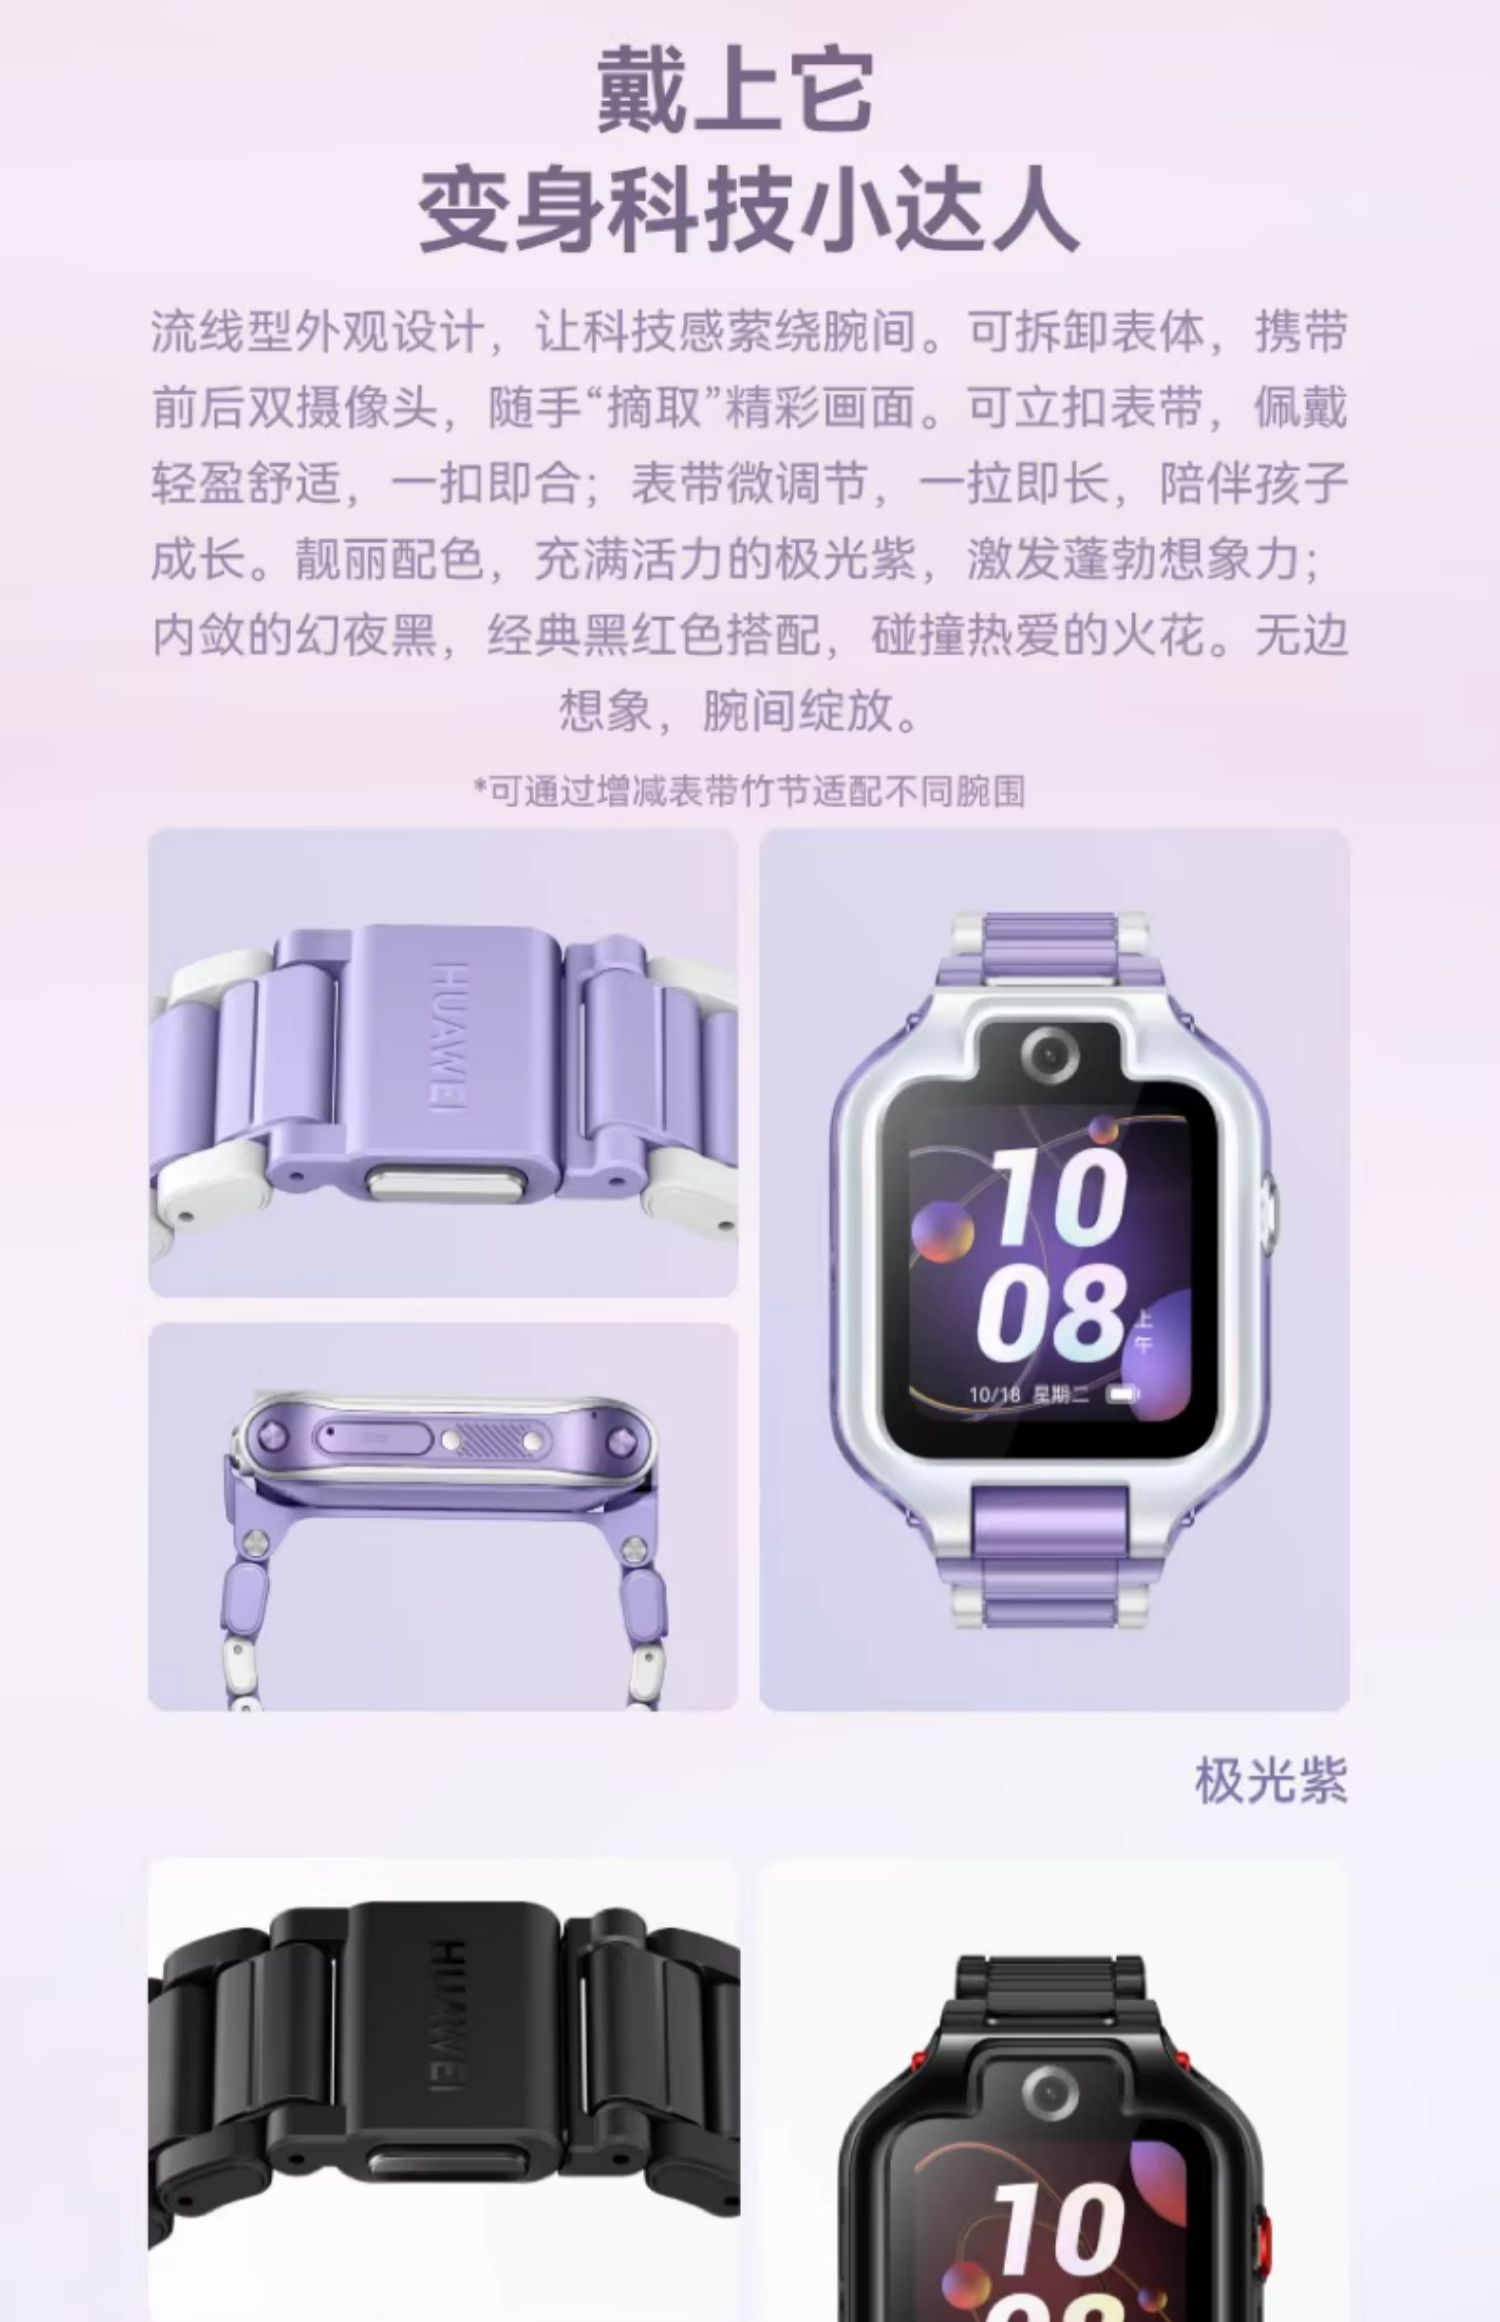 戴上它
变身科技小达人
流线型外观设计，让科技感萦绕腕间。可拆卸表体，携带
前后双摄像头，随手“摘取”精彩画面。可立扣表带，佩戴
轻盈舒适，一扣即合；表带微调节，一拉即长，陪伴孩子
成长。靓丽配色，充满活力的极光紫，激发蓬勃想象力；
内敛的幻夜黑，经典黑红色搭配，碰撞热爱的火花。无边
想象，腕间绽放。
*可通过增减表带竹节适配不同腕围
HUAWEI
10
08
上午
10/18 星期二
极光紫
HUAWEI
10
08